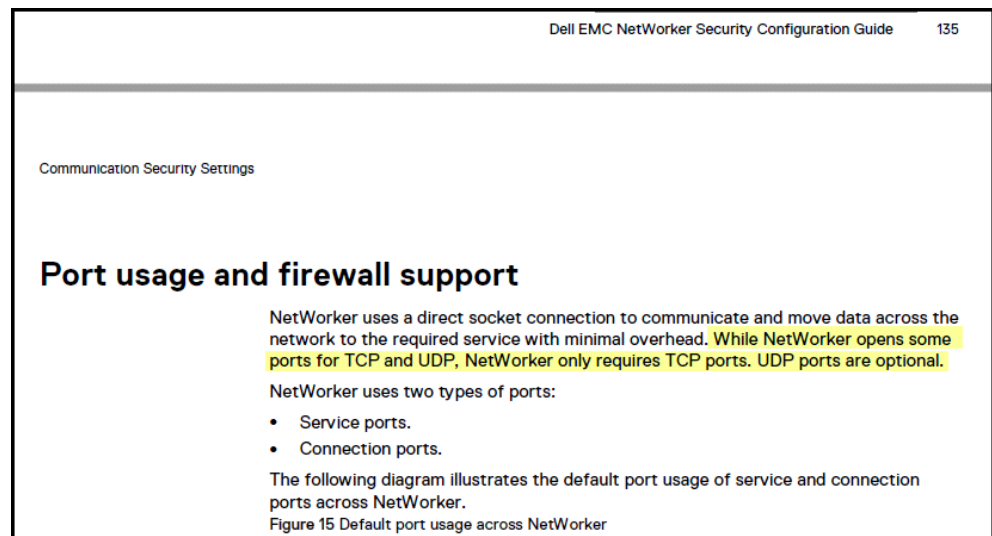 Dell EMC NetWorker Security Configuration Guide 135
Communication Security Settings
Port usage and firewall support
NetWorker uses a direct socket connection to communicate and move data across the
network to the required service with minimal overhead. While NetWorker opens some
ports for TCP and UDP, NetWorker only requires TCP ports. UDP ports are optional.
NetWorker uses two types of ports:
• Service ports.
• Connection ports.
The following diagram illustrates the default port usage of service and connection
ports across NetWorker.
Figure 15 Default port usage across NetWorker